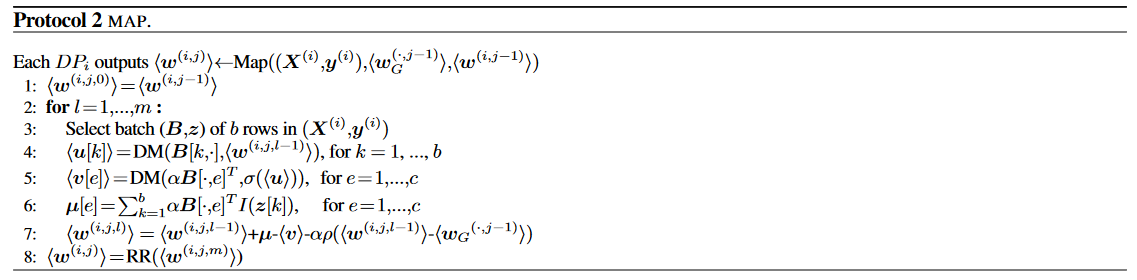 Protocol 2 MAP.
Each DP_i outputs ⟨w^(i,j)⟩←Map((X^(i),y^(i)),⟨w_G^(·,j−1)⟩,⟨w^(i,j−1)⟩)
1: ⟨w^(i,j,0)⟩=⟨w^(i,j−1)⟩
2: for l=1,...,m :
3: Select batch (B,z) of b rows in (X^(i),y^(i))
4: ⟨u[k]⟩=DM(B[k,·],⟨w^(i,j,l−1)⟩), for k = 1, ..., b
5: ⟨v[e]⟩=DM(αB[·,e]^T,σ(⟨u⟩)), for e=1,...,c
6: μ[e]=∑_{k=1}^{b}αB[·,e]^T I(z[k]), for e=1,...,c
7: ⟨w^(i,j,l)⟩ = ⟨w^(i,j,l−1)⟩+μ-⟨v⟩-αρ(⟨w^(i,j,l−1)⟩-⟨w_G^(·,j−1)⟩)
8: ⟨w^(i,j)⟩=RR(⟨w^(i,j,m)⟩)